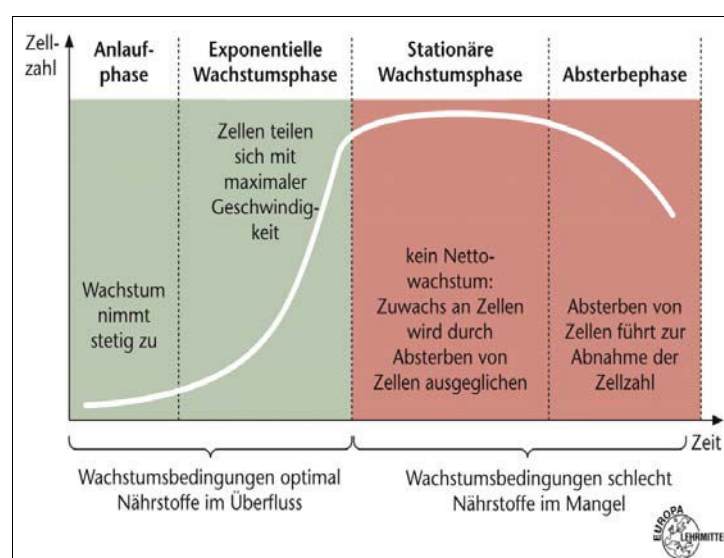 Zell-
zahl
Anlauf-
phase
Exponentielle
Wachstumsphase
Stationäre
Wachstumsphase
Absterbephase
Zellen teilen
sich mit
maximaler
Geschwindig-
keit
Wachstum
nimmt
stetig zu
kein Netto-
wachstum:
Zuwachs an Zellen
wird durch
Absterben von
Zellen ausgeglichen
Absterben von
Zellen führt zur
Abnahme der
Zellzahl
Zeit
Wachstumsbedingungen optimal
Nährstoffe im Überfluss
Wachstumsbedingungen schlecht
Nährstoffe im Mangel
EUROPA
LEHRMITTEL